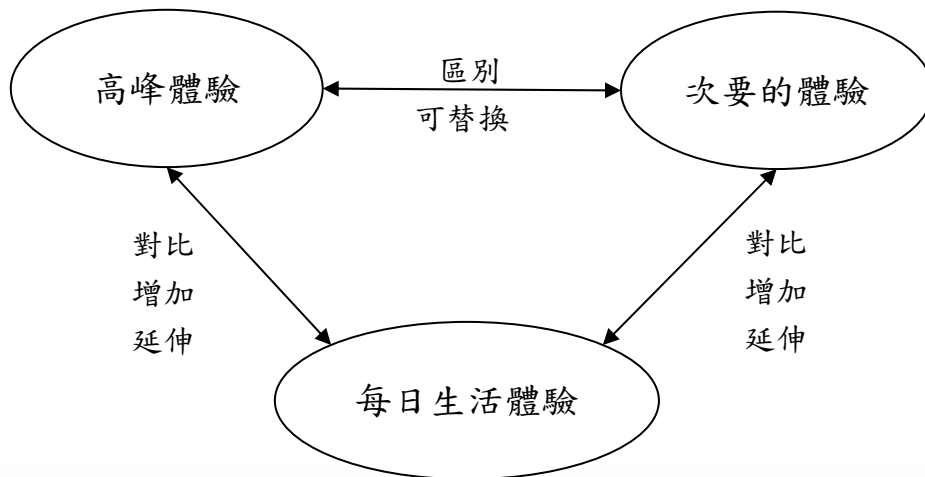 高峰體驗
區別
可替換
次要的體驗
對比
增加
延伸
對比
增加
延伸
每日生活體驗